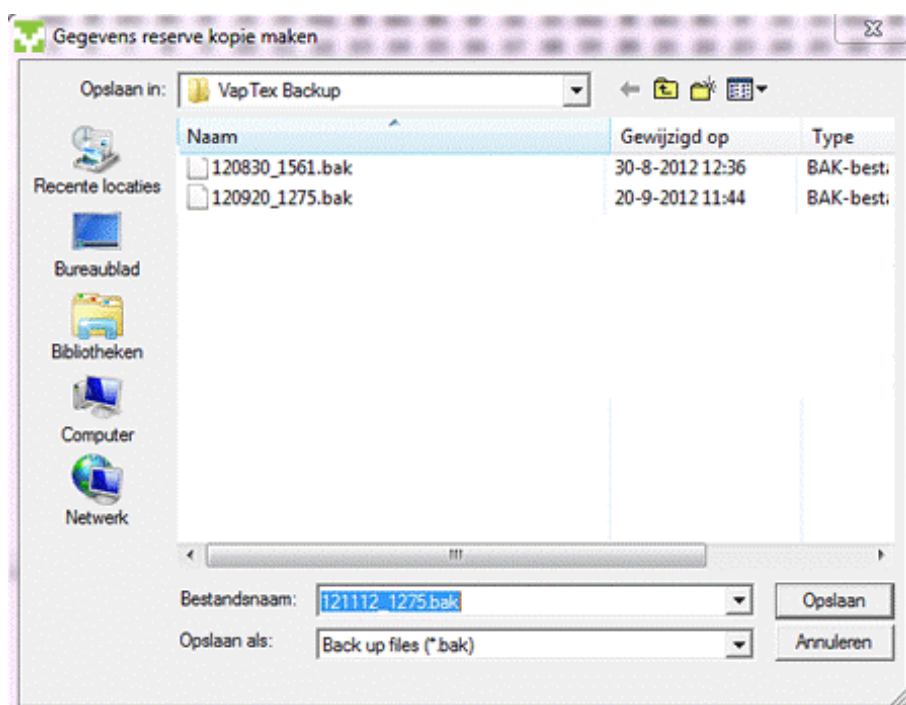 Gegevens reserve kopie maken
Opslaan in: VapTex Backup
Naam Gewijzigd op Type
120830_1561.bak 30-8-2012 12:36 BAK-besta
120920_1275.bak 20-9-2012 11:44 BAK-besta
Recente locaties
Bureaublad
Bibliotheken
Computer
Netwerk
Bestandsnaam: 121112_1275.bak Opslaan
Opslaan als: Back up files (*.bak) Annuleren